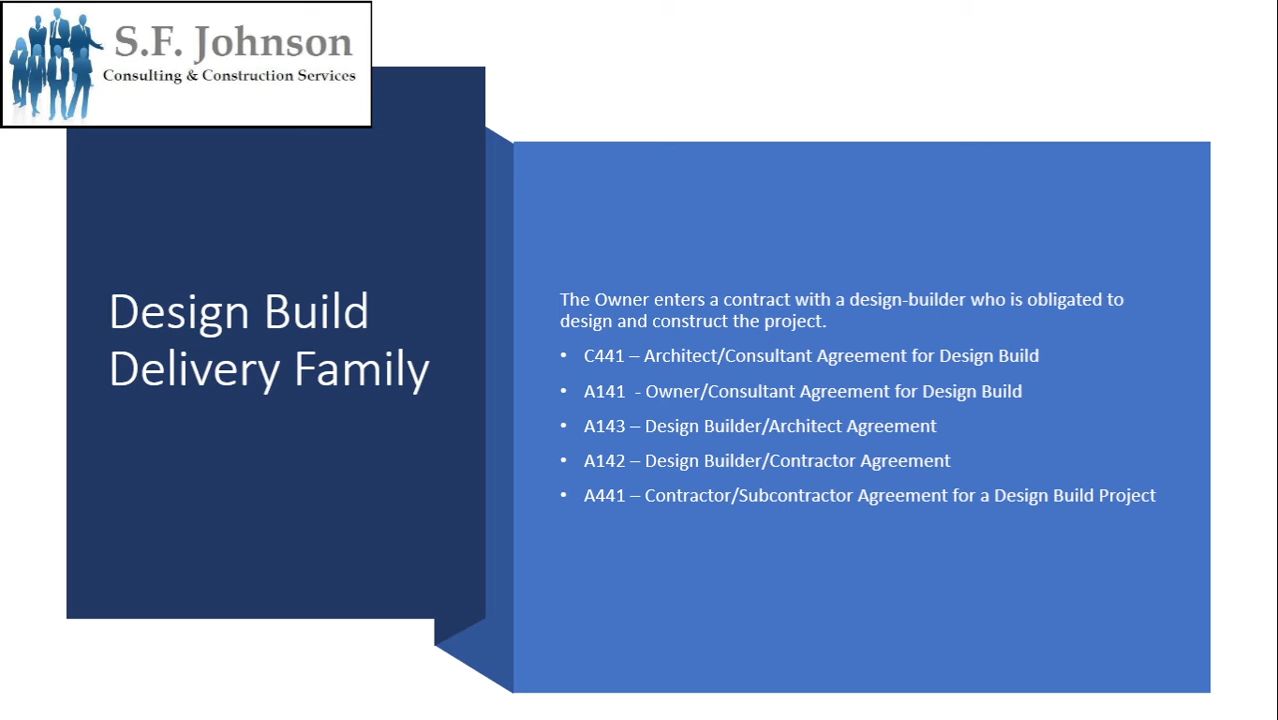 S.F. Johnson
Consulting & Construction Services
Design Build
Delivery Family
The Owner enters a contract with a design-builder who is obligated to
design and construct the project.
• C441 – Architect/Consultant Agreement for Design Build
• A141  - Owner/Consultant Agreement for Design Build
• A143 – Design Builder/Architect Agreement
• A142 – Design Builder/Contractor Agreement
• A441 – Contractor/Subcontractor Agreement for a Design Build Project